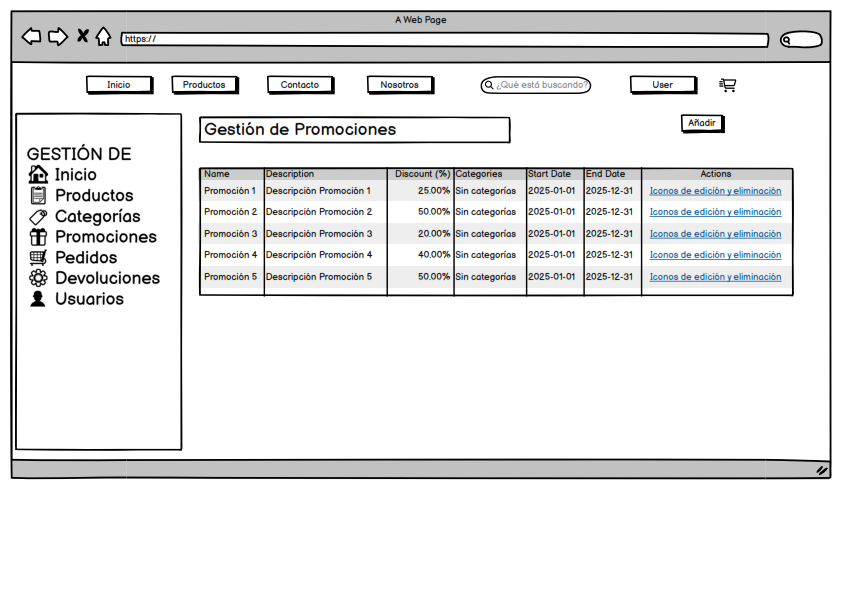 A Web Page
https://
Inicio Productos Contacto Nosotros ¿Qué está buscando? User
Gestión de Promociones Añadir
GESTIÓN DE
Inicio
Productos
Categorías
Promociones
Pedidos
Devoluciones
Usuarios
Name Description Discount (%) Categories Start Date End Date Actions
Promoción 1 Descripción Promoción 1 25.00% Sin categorías 2025-01-01 2025-12-31 Iconos de edición y eliminación
Promoción 2 Descripción Promoción 2 50.00% Sin categorías 2025-01-01 2025-12-31 Iconos de edición y eliminación
Promoción 3 Descripción Promoción 3 20.00% Sin categorías 2025-01-01 2025-12-31 Iconos de edición y eliminación
Promoción 4 Descripción Promoción 4 40.00% Sin categorías 2025-01-01 2025-12-31 Iconos de edición y eliminación
Promoción 5 Descripción Promoción 5 50.00% Sin categorías 2025-01-01 2025-12-31 Iconos de edición y eliminación